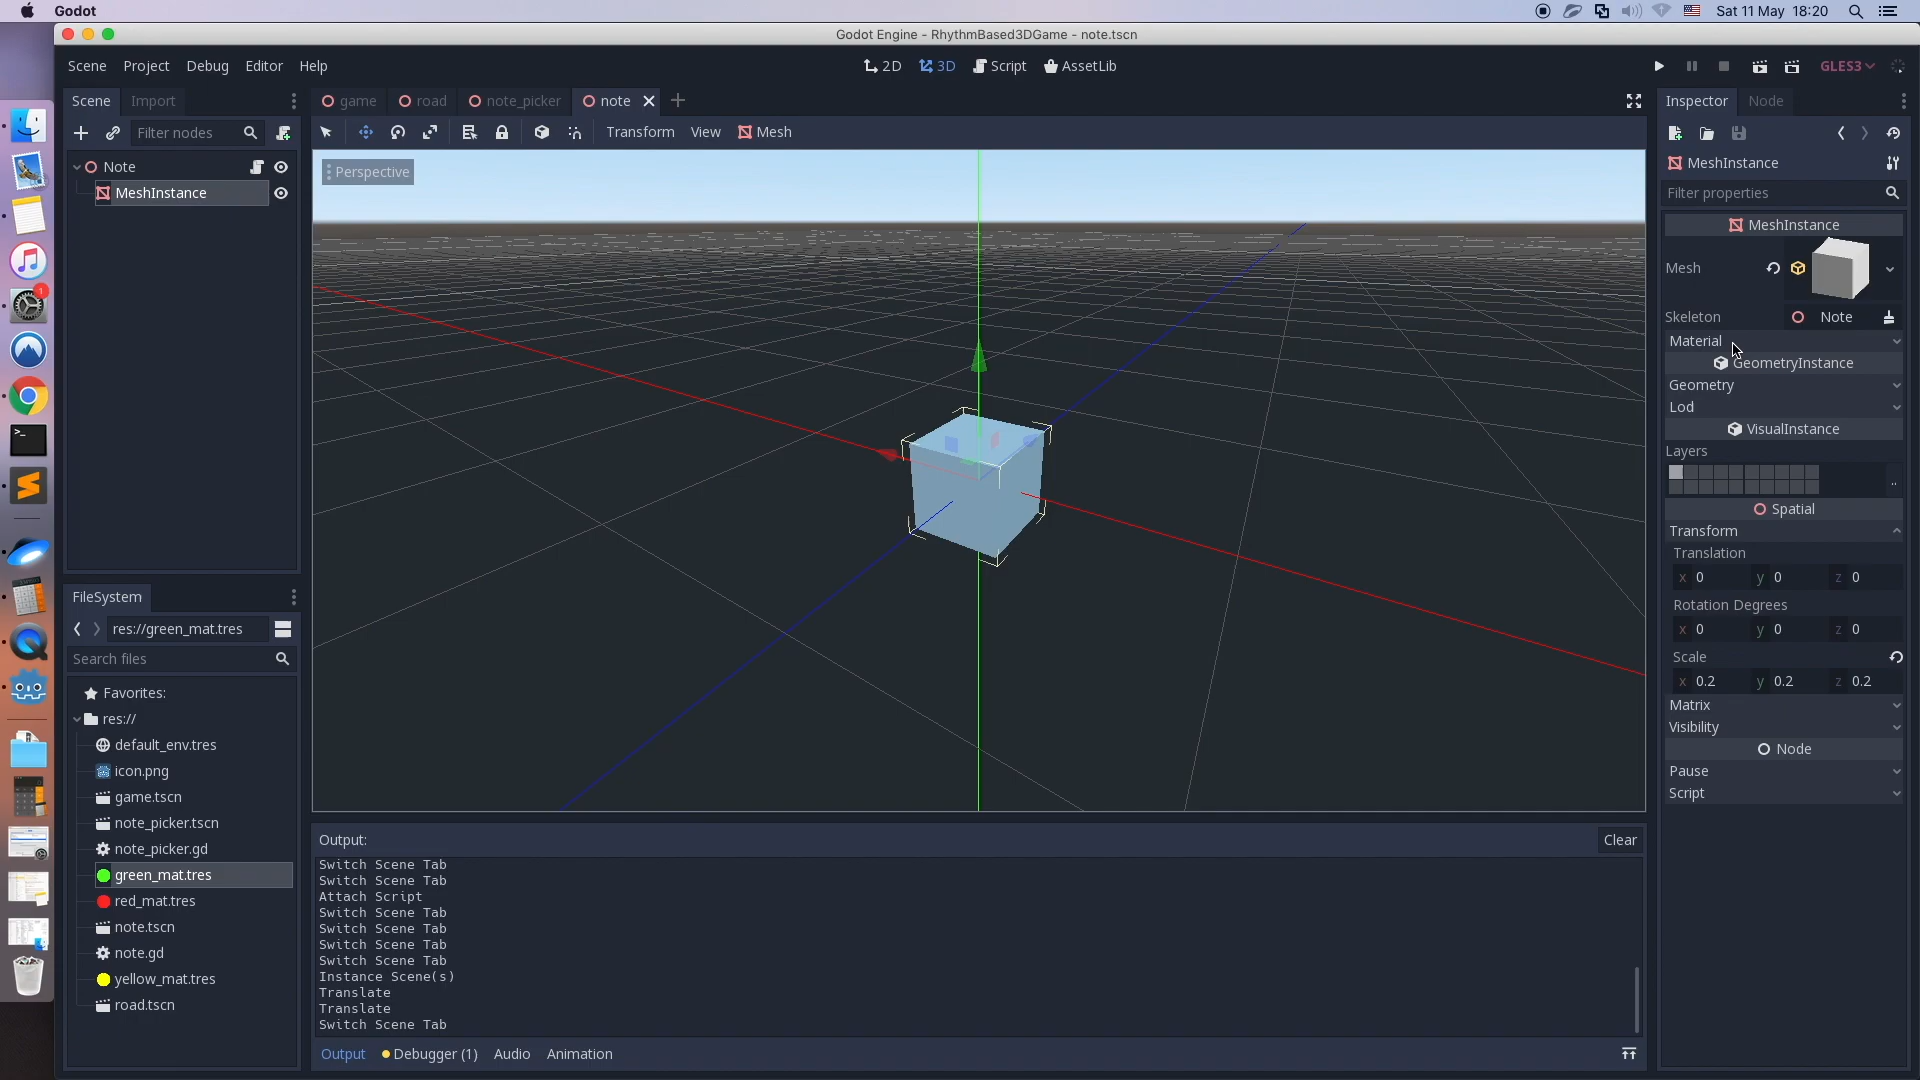 Godot
Sat 11 May 18:20
Godot Engine - RhythmBased3DGame - note.tscn
Scene Project Debug Editor Help
2D 3D Script AssetLib
GLES3
Scene Import
game road note_picker note
Inspector Node
Filter nodes
Transform View Mesh
Note
MeshInstance
Perspective
MeshInstance
Filter properties
MeshInstance
Mesh
Skeleton Note
Material
GeometryInstance
Geometry
Lod
VisualInstance
Layers
..
Spatial
Transform
Translation
x 0 y 0 z 0
Rotation Degrees
x 0 y 0 z 0
Scale
x 0.2 y 0.2 z 0.2
Matrix
Visibility
Node
Pause
Script
FileSystem
res://green_mat.tres
Search files
Favorites:
res://
default_env.tres
icon.png
game.tscn
note_picker.tscn
note_picker.gd
green_mat.tres
red_mat.tres
note.tscn
note.gd
yellow_mat.tres
road.tscn
Output:
Clear
Switch Scene Tab
Switch Scene Tab
Attach Script
Switch Scene Tab
Switch Scene Tab
Switch Scene Tab
Switch Scene Tab
Instance Scene(s)
Translate
Translate
Switch Scene Tab
Output Debugger (1) Audio Animation
1
>_